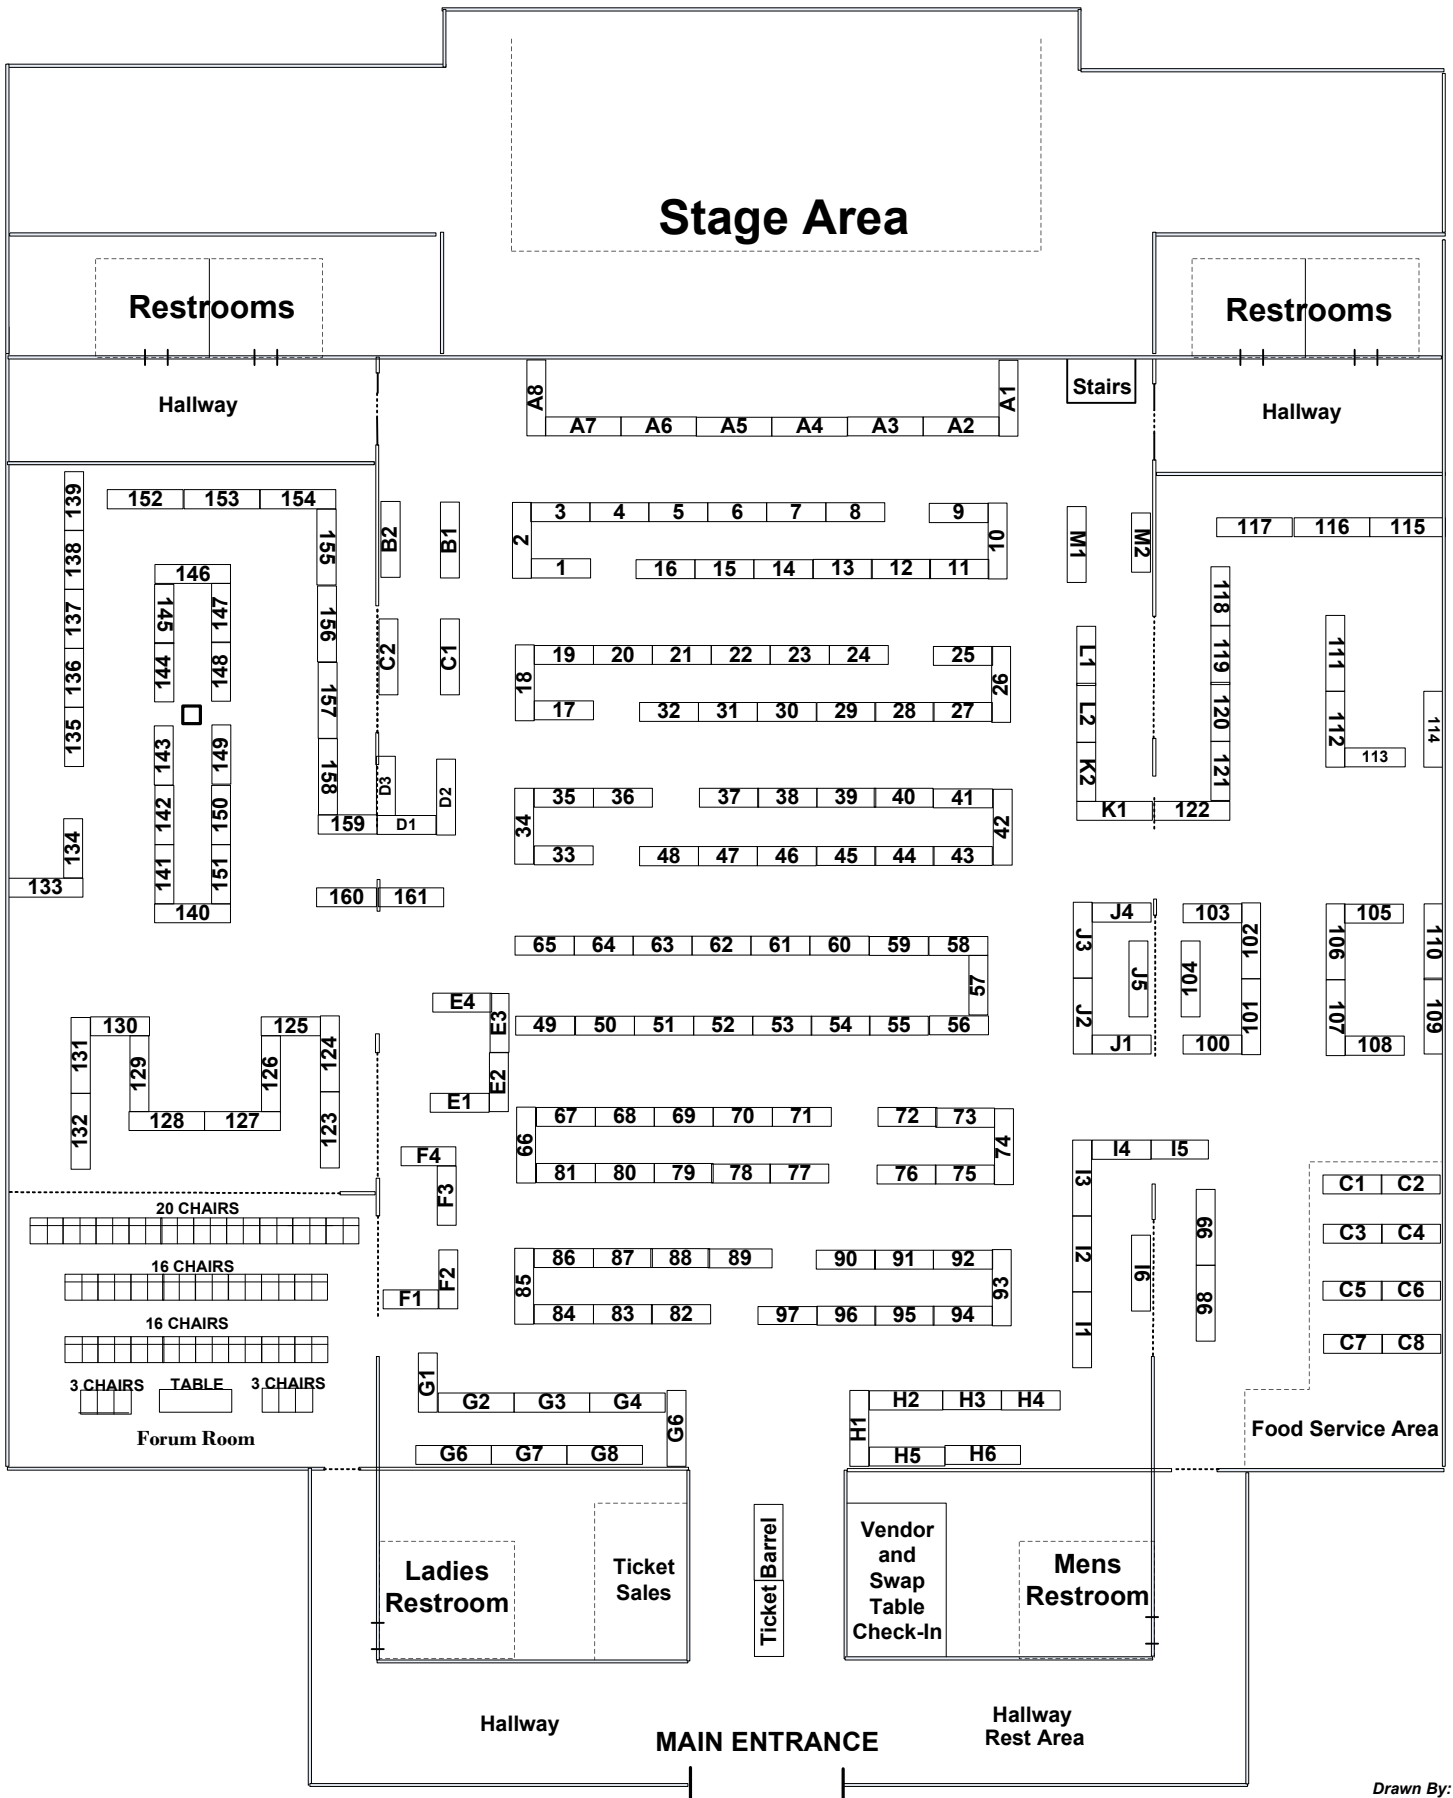 Stage Area
Restrooms
Restrooms
Hallway
Stairs
Hallway
A8
A1
A7 A6 A5 A4 A3 A2
139
152 153 154
B2
B1
2
3 4 5 6 7 8 9
10
M1
M2
117 116 115
138
155
146
1 16 15 14 13 12 11
137
145
147
156
118
136
144
148
C2
C1
18
19 20 21 22 23 24 25
26
L1
119
111
135
157
17 32 31 30 29 28 27
L2
120
112
114
143
149
158
D3
D2
K2
121
113
142
150
34
35 36 37 38 39 40 41
42
159 D1
K1 122
134
141
151
33 48 47 46 45 44 43
133
140
160 161
J3
J4
103
102
106
105
110
65 64 63 62 61 60 59 58
J5
104
57
E4
E3
J2
101
107
109
131
130
125
124
49 50 51 52 53 54 55 56
J1
100
108
129
126
E2
132
128 127
123
E1
66
67 68 69 70 71 72 73
74
F4
I3
I4 I5
81 80 79 78 77 76 75
F3
C1 C2
20 CHAIRS
99
C3 C4
16 CHAIRS
F2
85
86 87 88 89 90 91 92
93
I2
I6
98
C5 C6
F1
84 83 82 97 96 95 94
I1
16 CHAIRS
C7 C8
3 CHAIRS TABLE 3 CHAIRS
G1
G2 G3 G4
G6
H1
H2 H3 H4
Forum Room
Food Service Area
G6 G7 G8
H5 H6
Ladies
Restroom
Ticket
Sales
Ticket Barrel
Vendor
and
Swap
Table
Check-In
Mens
Restroom
Hallway
MAIN ENTRANCE
Hallway
Rest Area
Drawn By: